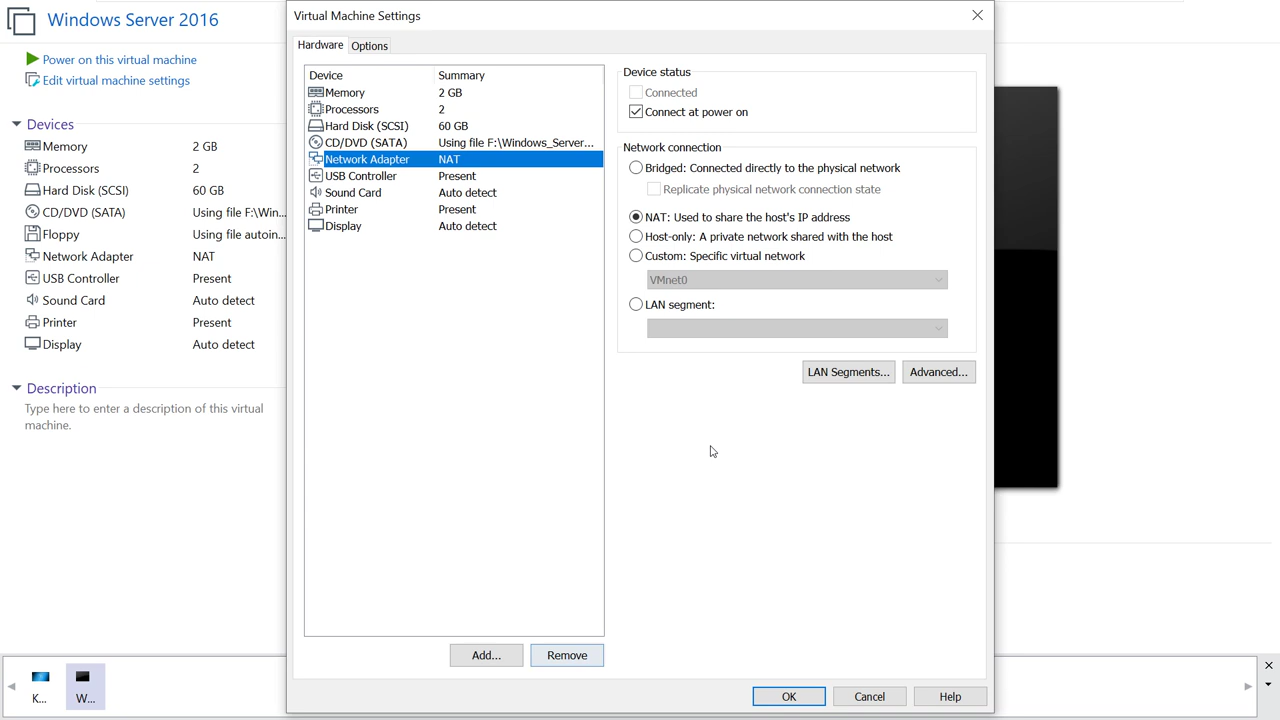 Windows Server 2016
Power on this virtual machine
Edit virtual machine settings
Devices
Memory 2 GB
Processors 2
Hard Disk (SCSI) 60 GB
CD/DVD (SATA) Using file F:\Win...
Floppy Using file autoin...
Network Adapter NAT
USB Controller Present
Sound Card Auto detect
Printer Present
Display Auto detect
Description
Type here to enter a description of this virtual
machine.
K...
W...
Virtual Machine Settings
Hardware Options
Device Summary
Memory 2 GB
Processors 2
Hard Disk (SCSI) 60 GB
CD/DVD (SATA) Using file F:\Windows_Server...
Network Adapter NAT
USB Controller Present
Sound Card Auto detect
Printer Present
Display Auto detect
Add... Remove
Device status
Connected
Connect at power on
Network connection
Bridged: Connected directly to the physical network
Replicate physical network connection state
NAT: Used to share the host's IP address
Host-only: A private network shared with the host
Custom: Specific virtual network
VMnet0
LAN segment:
LAN Segments... Advanced...
OK Cancel Help